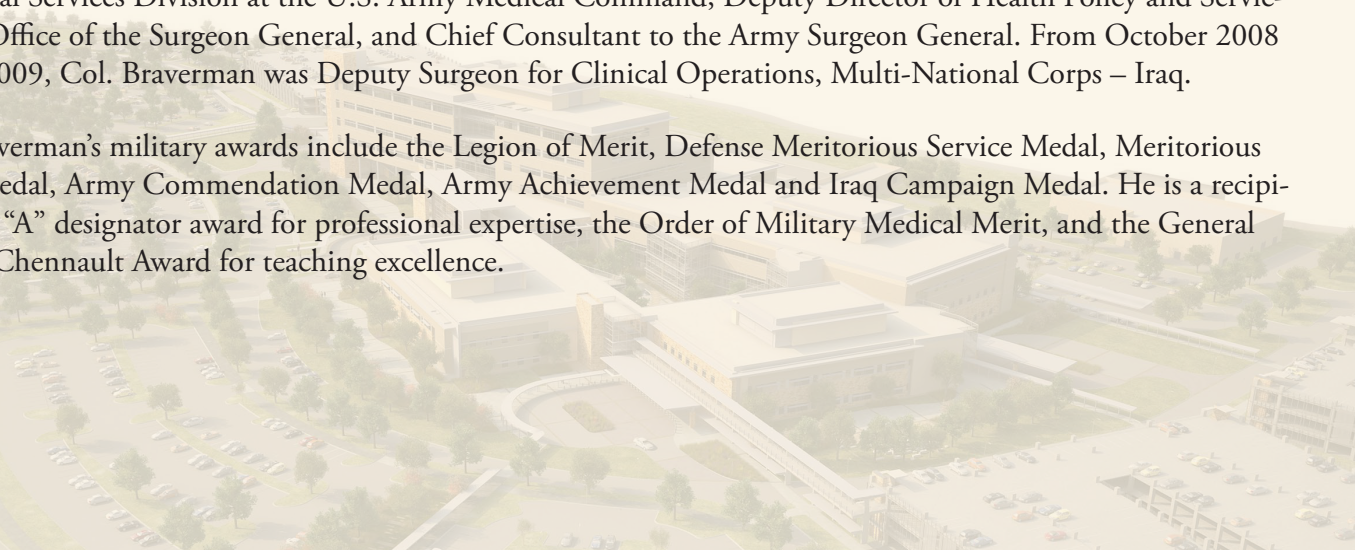 al Services Division at the U.S. Army Medical Command, Deputy Director of Health Policy and Servic-
Office of the Surgeon General, and Chief Consultant to the Army Surgeon General. From October 2008
009, Col. Braverman was Deputy Surgeon for Clinical Operations, Multi-National Corps – Iraq.
verman’s military awards include the Legion of Merit, Defense Meritorious Service Medal, Meritorious
edal, Army Commendation Medal, Army Achievement Medal and Iraq Campaign Medal. He is a recipi-
“A” designator award for professional expertise, the Order of Military Medical Merit, and the General
Chennault Award for teaching excellence.